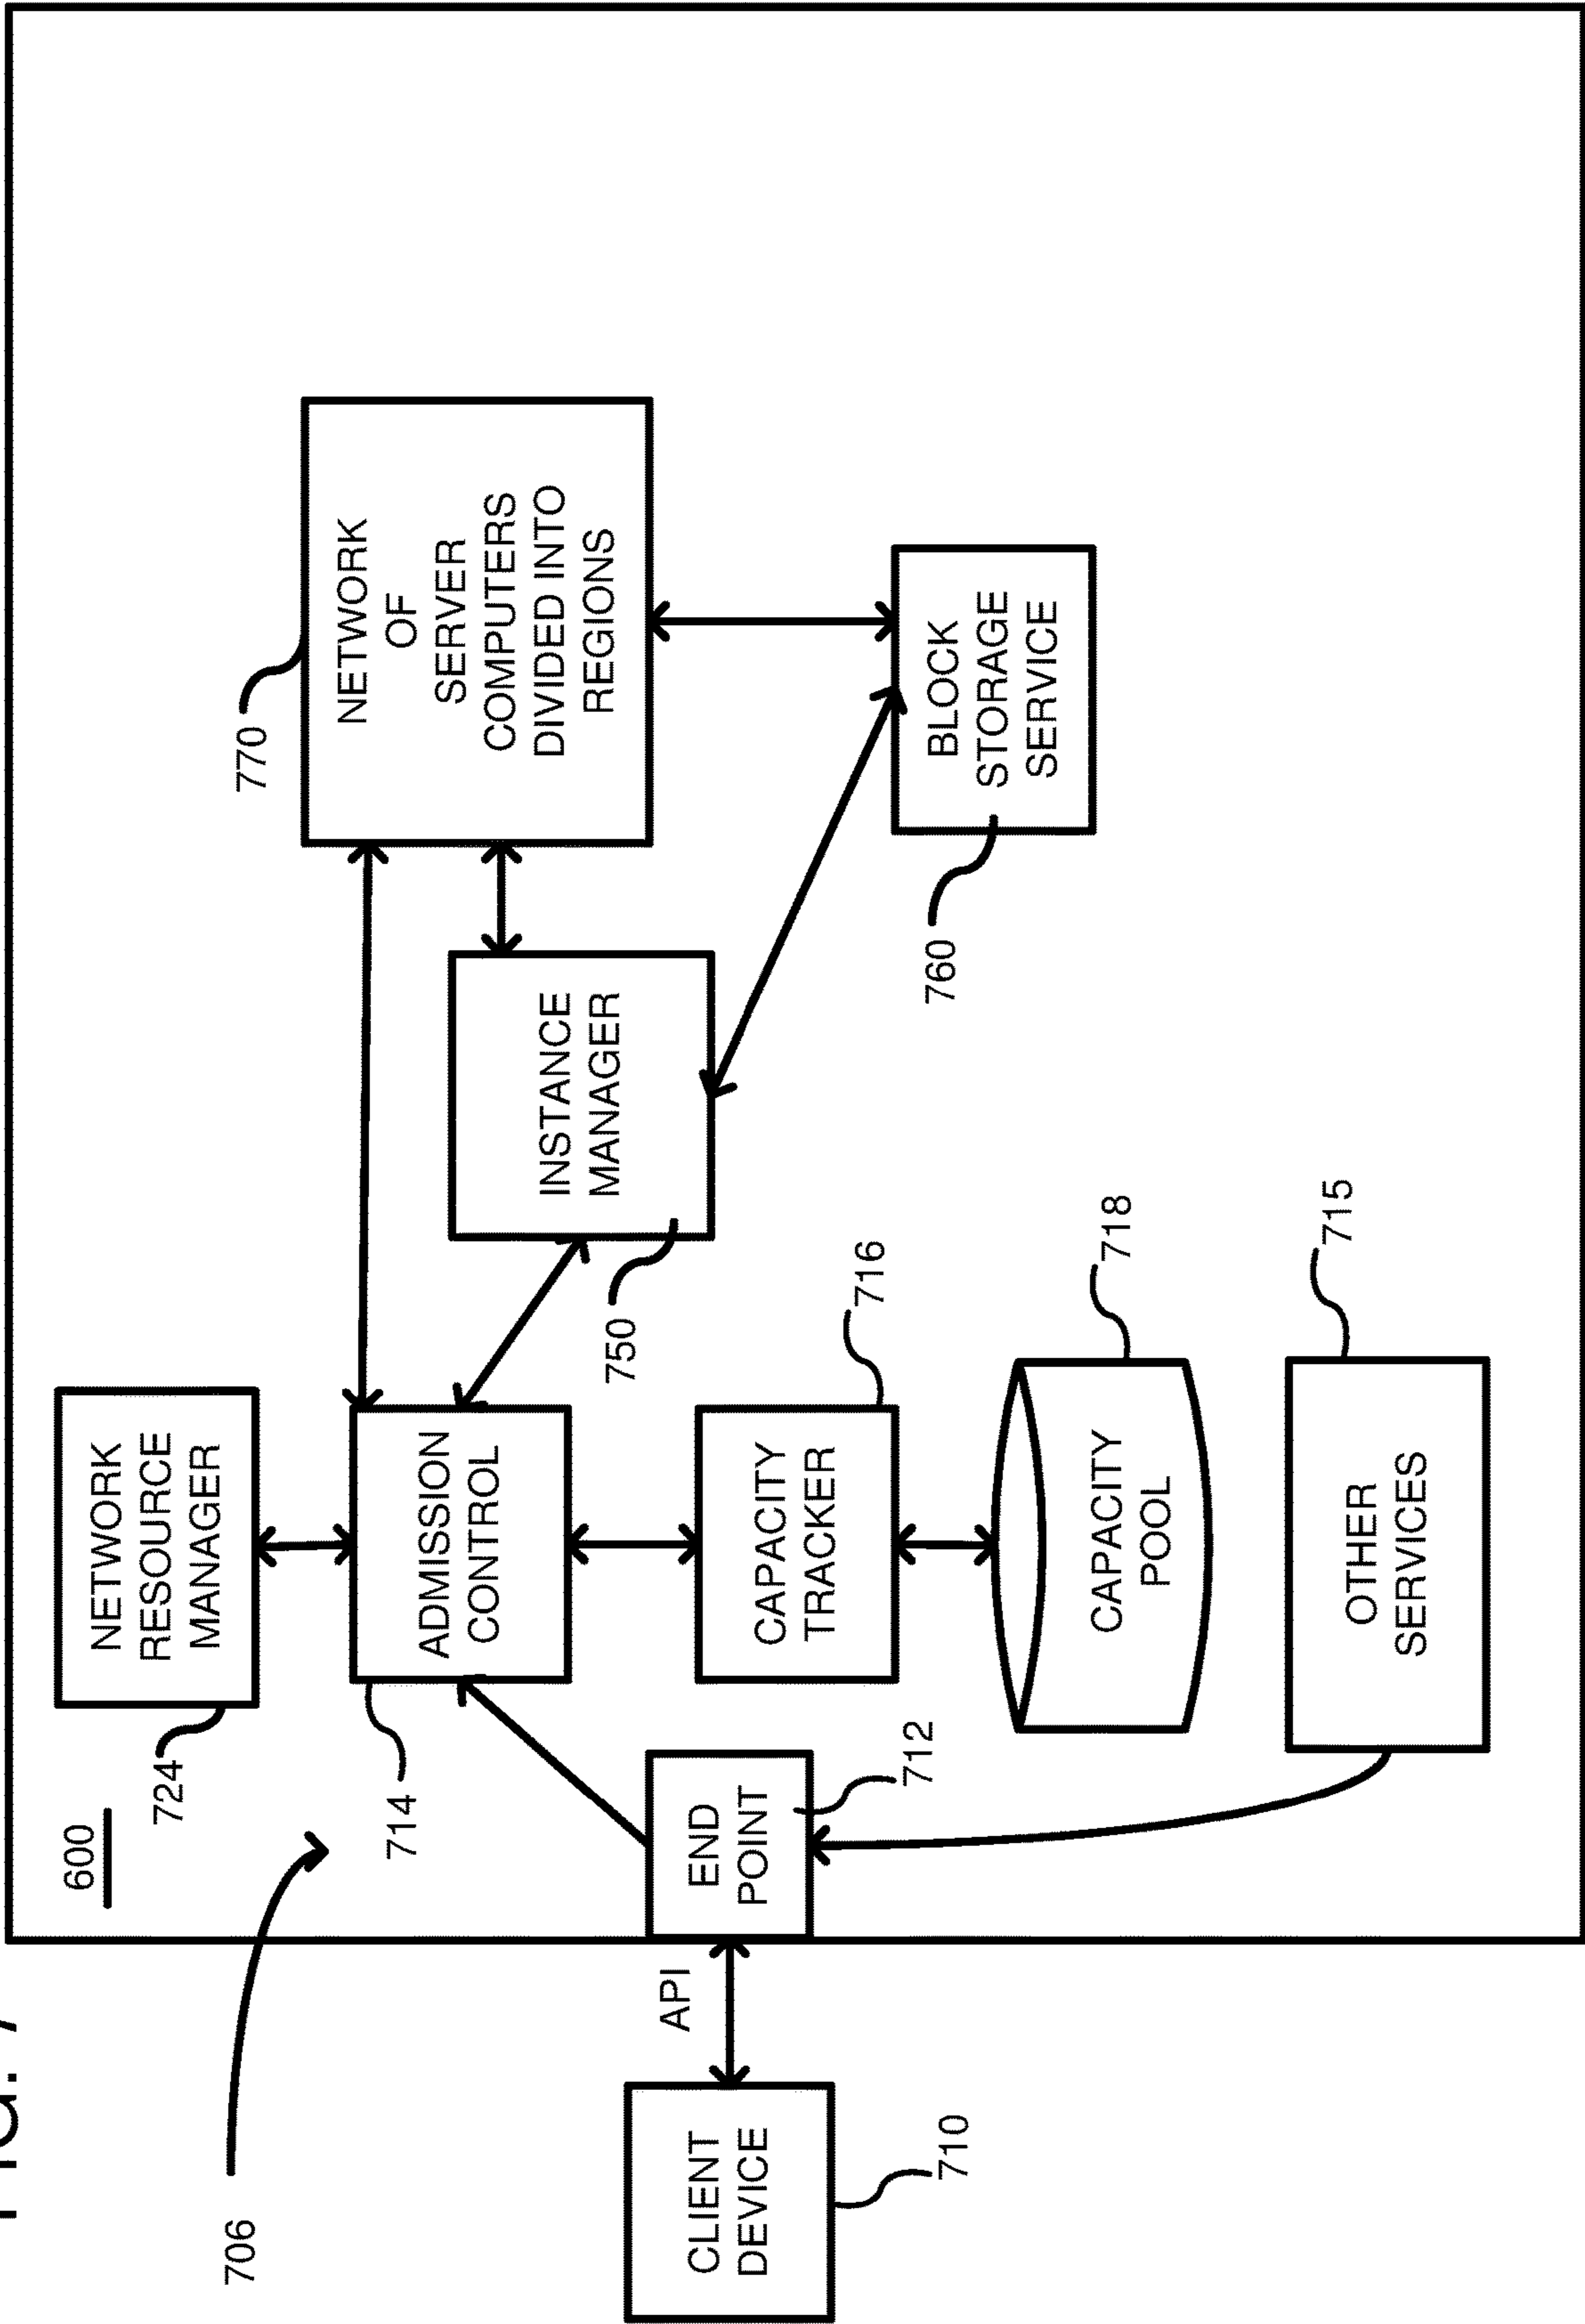 FIG. 7
600
NETWORK
RESOURCE
MANAGER
724
706
770
NETWORK
OF
SERVER
COMPUTERS
DIVIDED INTO
REGIONS
714
ADMISSION
CONTROL
INSTANCE
MANAGER
750
API
CLIENT
DEVICE
710
END
POINT
712
CAPACITY
TRACKER
716
BLOCK
STORAGE
SERVICE
760
CAPACITY
POOL
718
OTHER
SERVICES
715